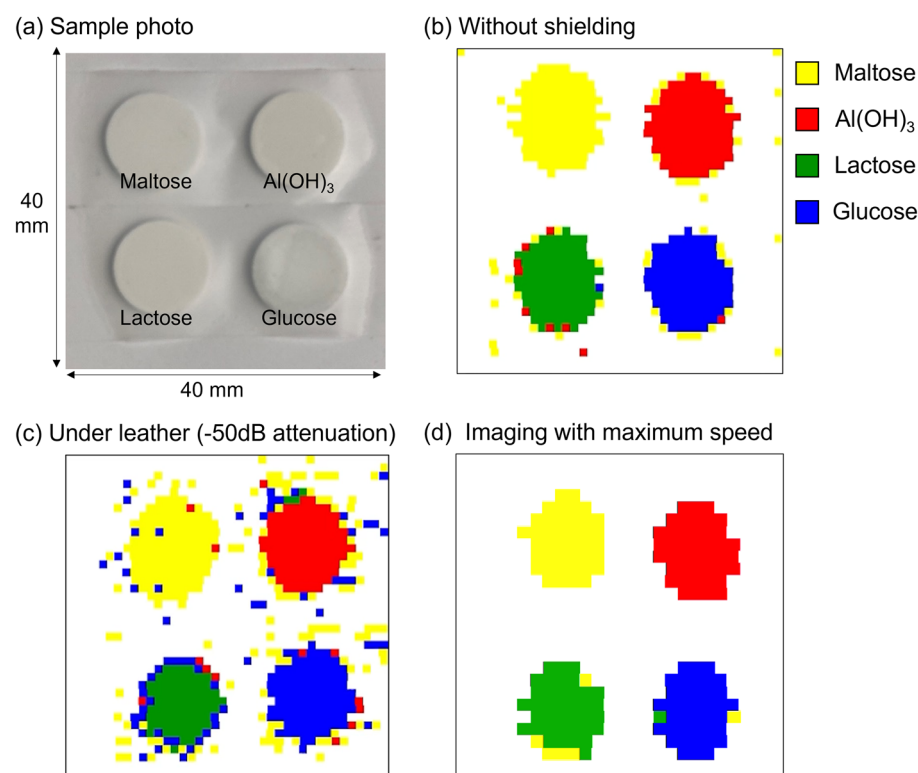 (a) Sample photo
40
mm
Maltose
Al(OH)₃
Lactose
Glucose
40 mm
(b) Without shielding
Maltose
Al(OH)₃
Lactose
Glucose
(c) Under leather (-50dB attenuation)
(d) Imaging with maximum speed